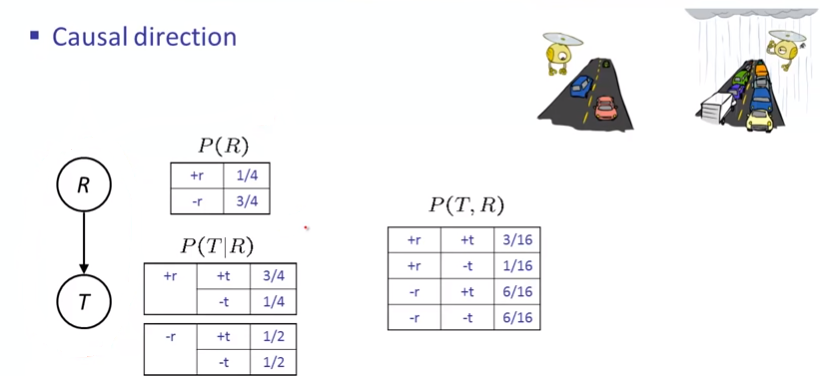 ▪ Causal direction
P(R)
+r 1/4
-r 3/4
R
P(T|R)
+r +t 3/4
-t 1/4
T
-r +t 1/2
-t 1/2
P(T, R)
+r +t 3/16
+r -t 1/16
-r +t 6/16
-r -t 6/16